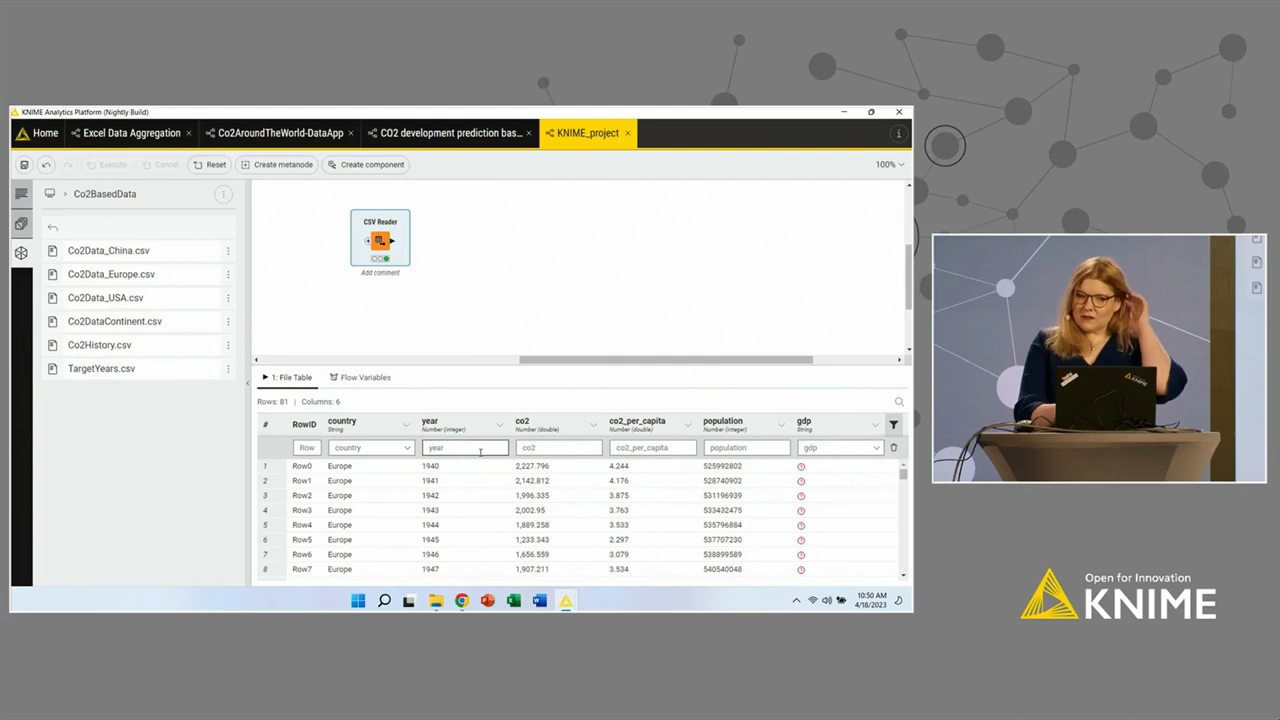 KNIME Analytics Platform (Nightly Build)
Home
Excel Data Aggregation
Co2AroundTheWorld-DataApp
CO2 development prediction bas...
KNIME_project
Execute
Cancel
Reset
Create metanode
Create component
100%
Co2BasedData
Co2Data_China.csv
Co2Data_Europe.csv
Co2Data_USA.csv
Co2DataContinent.csv
Co2History.csv
TargetYears.csv
CSV Reader
Add comment
1: File Table Flow Variables
Rows: 81 | Columns: 6
# RowID country year co2 co2_per_capita population gdp
String Number (integer) Number (double) Number (double) Number (integer) String
Row country year co2 co2_per_capita population gdp
1 Row0 Europe 1940 2,227.796 4.244 525992802
2 Row1 Europe 1941 2,142.812 4.176 528740902
3 Row2 Europe 1942 1,996.335 3.875 531196939
4 Row3 Europe 1943 2,002.95 3.763 533432475
5 Row4 Europe 1944 1,889.258 3.533 535796884
6 Row5 Europe 1945 1,233.343 2.297 537707230
7 Row6 Europe 1946 1,656.559 3.079 538899589
8 Row7 Europe 1947 1,907.211 3.534 540540048
10:50 AM
4/18/2023
Open for Innovation
KNIME